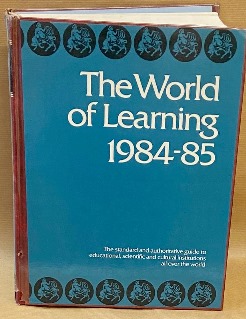 The World
of Learning
1984-85
The standard and authoritative guide to
educational, scientific and cultural institutions
all over the world